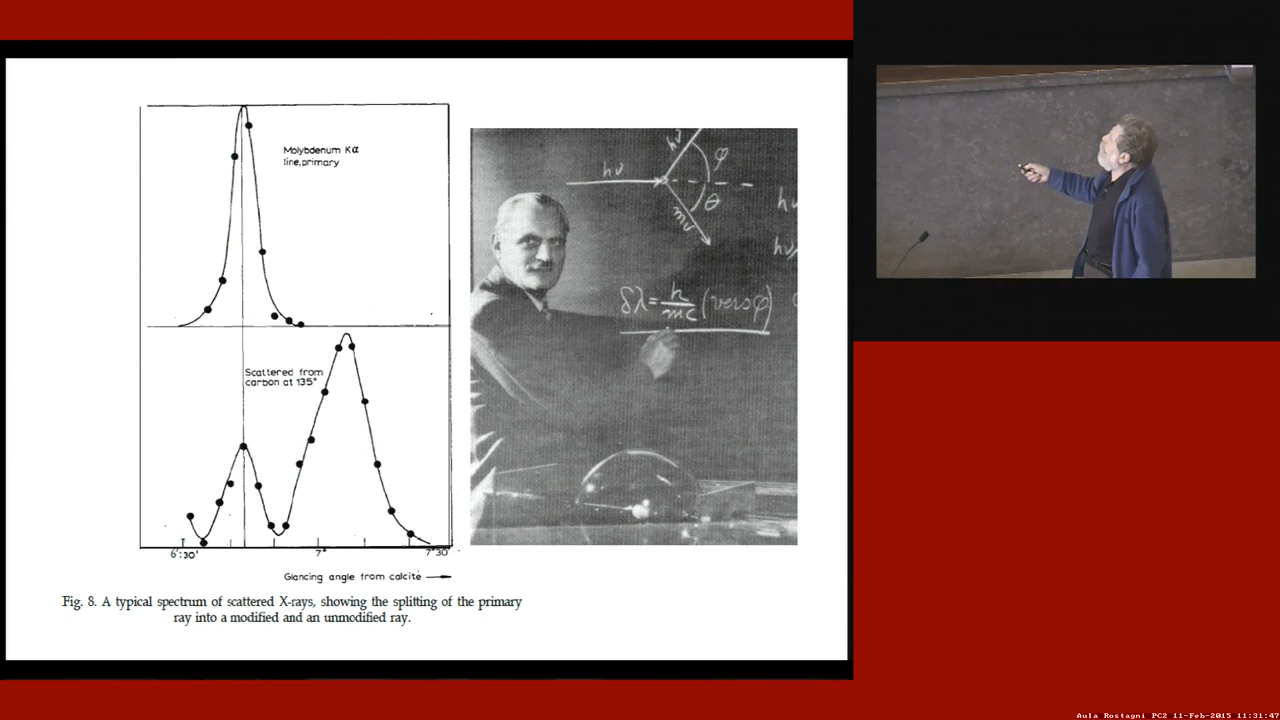 Molybdenum Kα
line, primary
Scattered from
carbon at 135°
6°30'
7°
7°30'
Glancing angle from calcite
Fig. 8. A typical spectrum of scattered X-rays, showing the splitting of the primary
ray into a modified and an unmodified ray.
hν
φ
θ
δλ = h/mc (vers φ)
Aula Rostagni PC2 11-Feb-2015 11:31:47